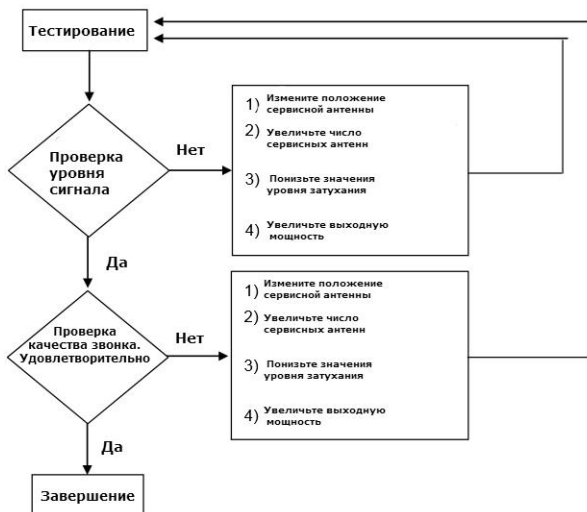 Тестирование
Проверка
уровня
сигнала
Нет
1) Измените положение
сервисной антенны
2) Увеличьте число
сервисных антенн
3) Понизьте значения
уровня затухания
4) Увеличьте выходную
мощность
Да
Проверка
качества звонка.
Удовлетворительно
Нет
1) Измените положение
сервисной антенны
2) Увеличьте число
сервисных антенн
3) Понизьте значения
уровня затухания
4) Увеличьте выходную
мощность
Да
Завершение